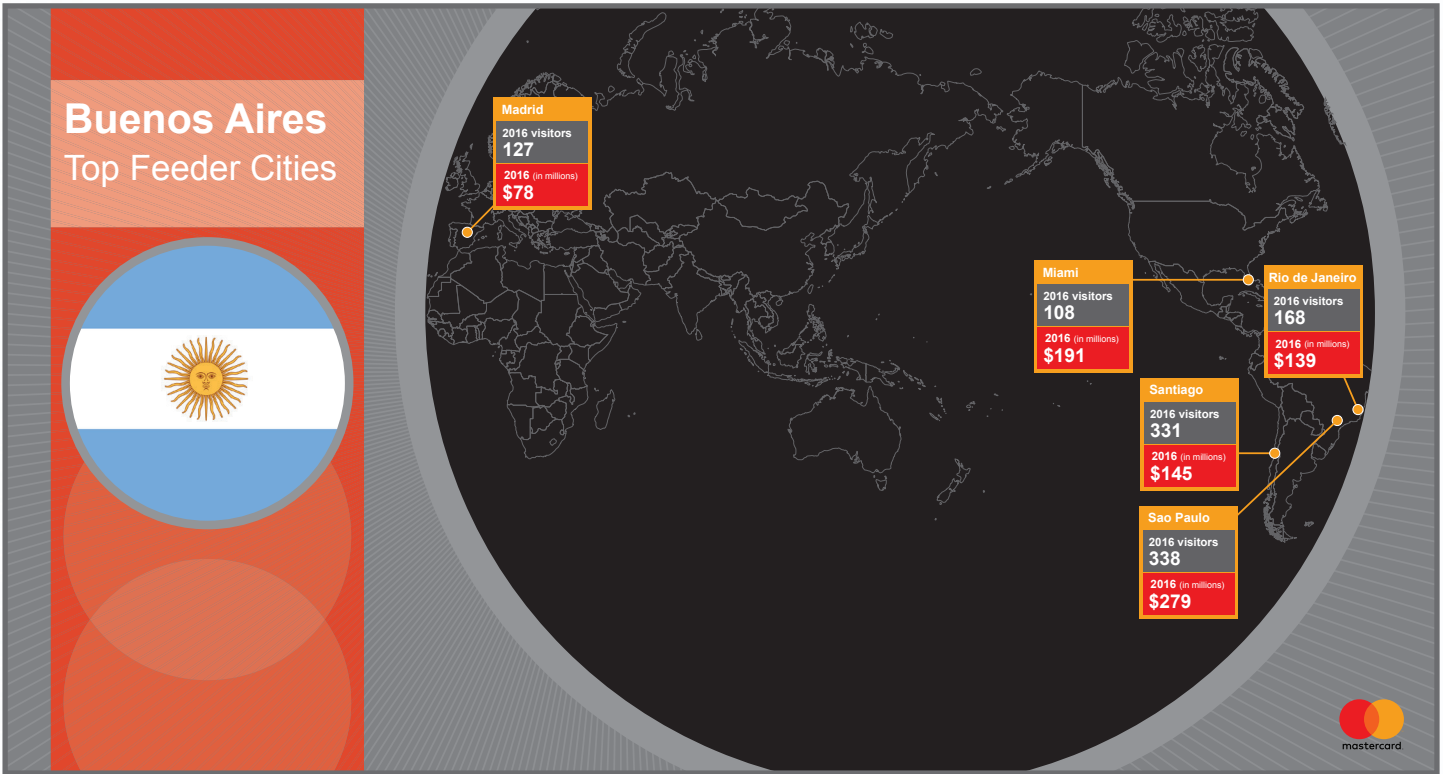 Buenos Aires
Top Feeder Cities
Madrid
2016 visitors
127
2016 (in millions)
$78
Miami
2016 visitors
108
2016 (in millions)
$191
Rio de Janeiro
2016 visitors
168
2016 (in millions)
$139
Santiago
2016 visitors
331
2016 (in millions)
$145
Sao Paulo
2016 visitors
338
2016 (in millions)
$279
mastercard